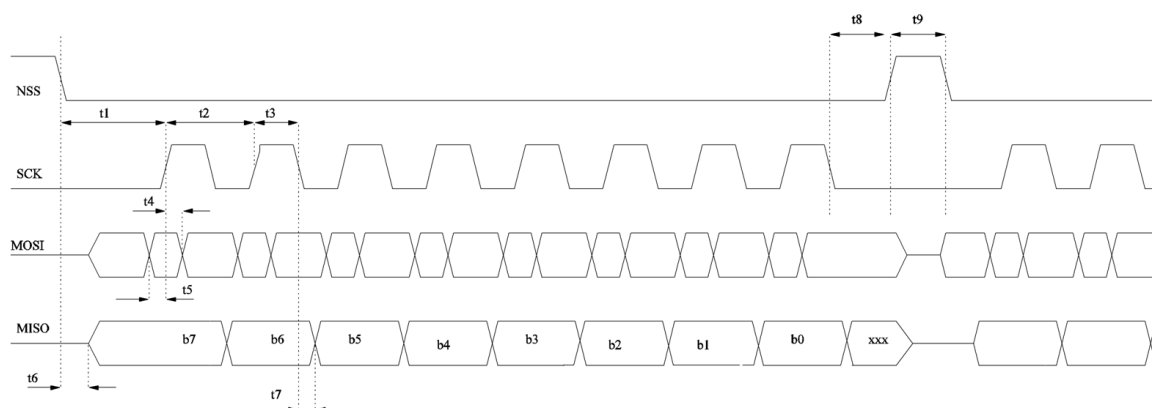 t8 t9
NSS
t1 t2 t3
SCK
t4
MOSI
t5
MISO b7 b6 b5 b4 b3 b2 b1 b0 xxx
t6
t7